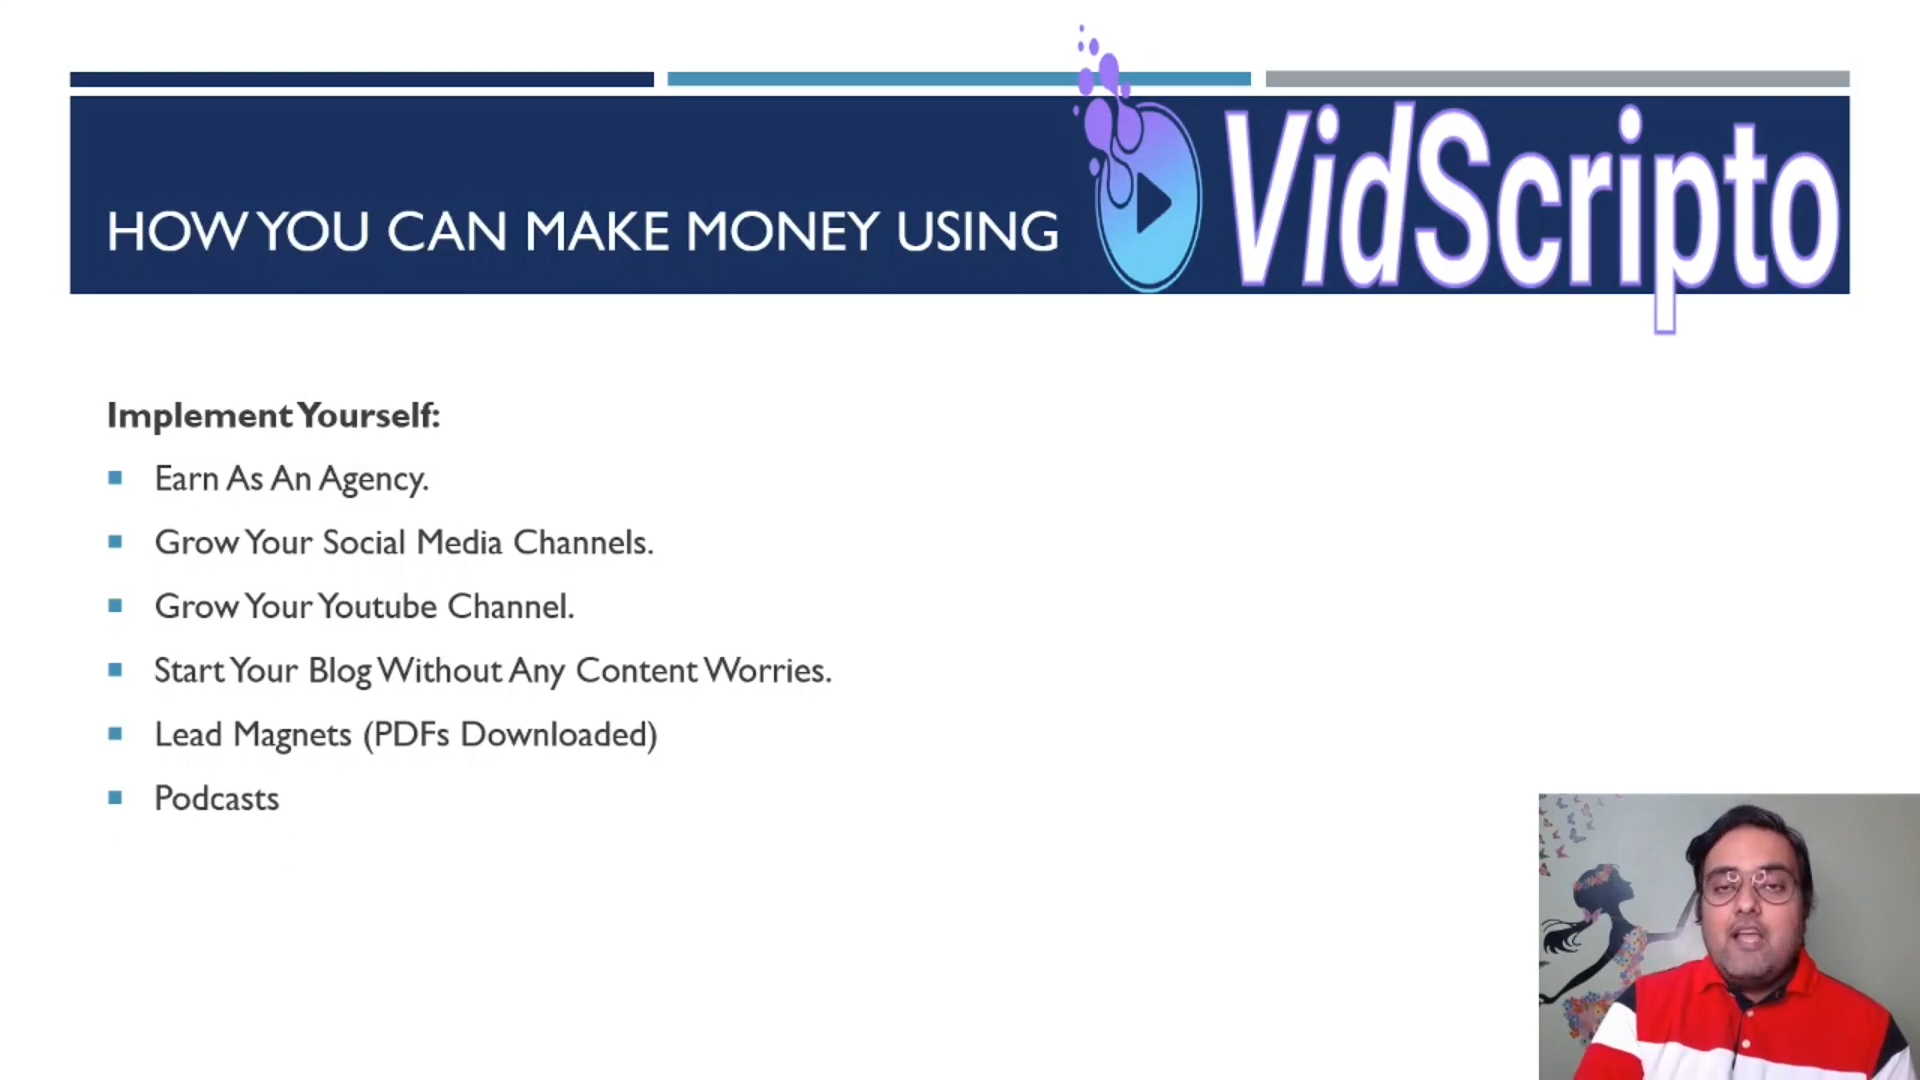 HOW YOU CAN MAKE MONEY USING
VidScripto
Implement Yourself:
Earn As An Agency.
Grow Your Social Media Channels.
Grow Your Youtube Channel.
Start Your Blog Without Any Content Worries.
Lead Magnets (PDFs Downloaded)
Podcasts